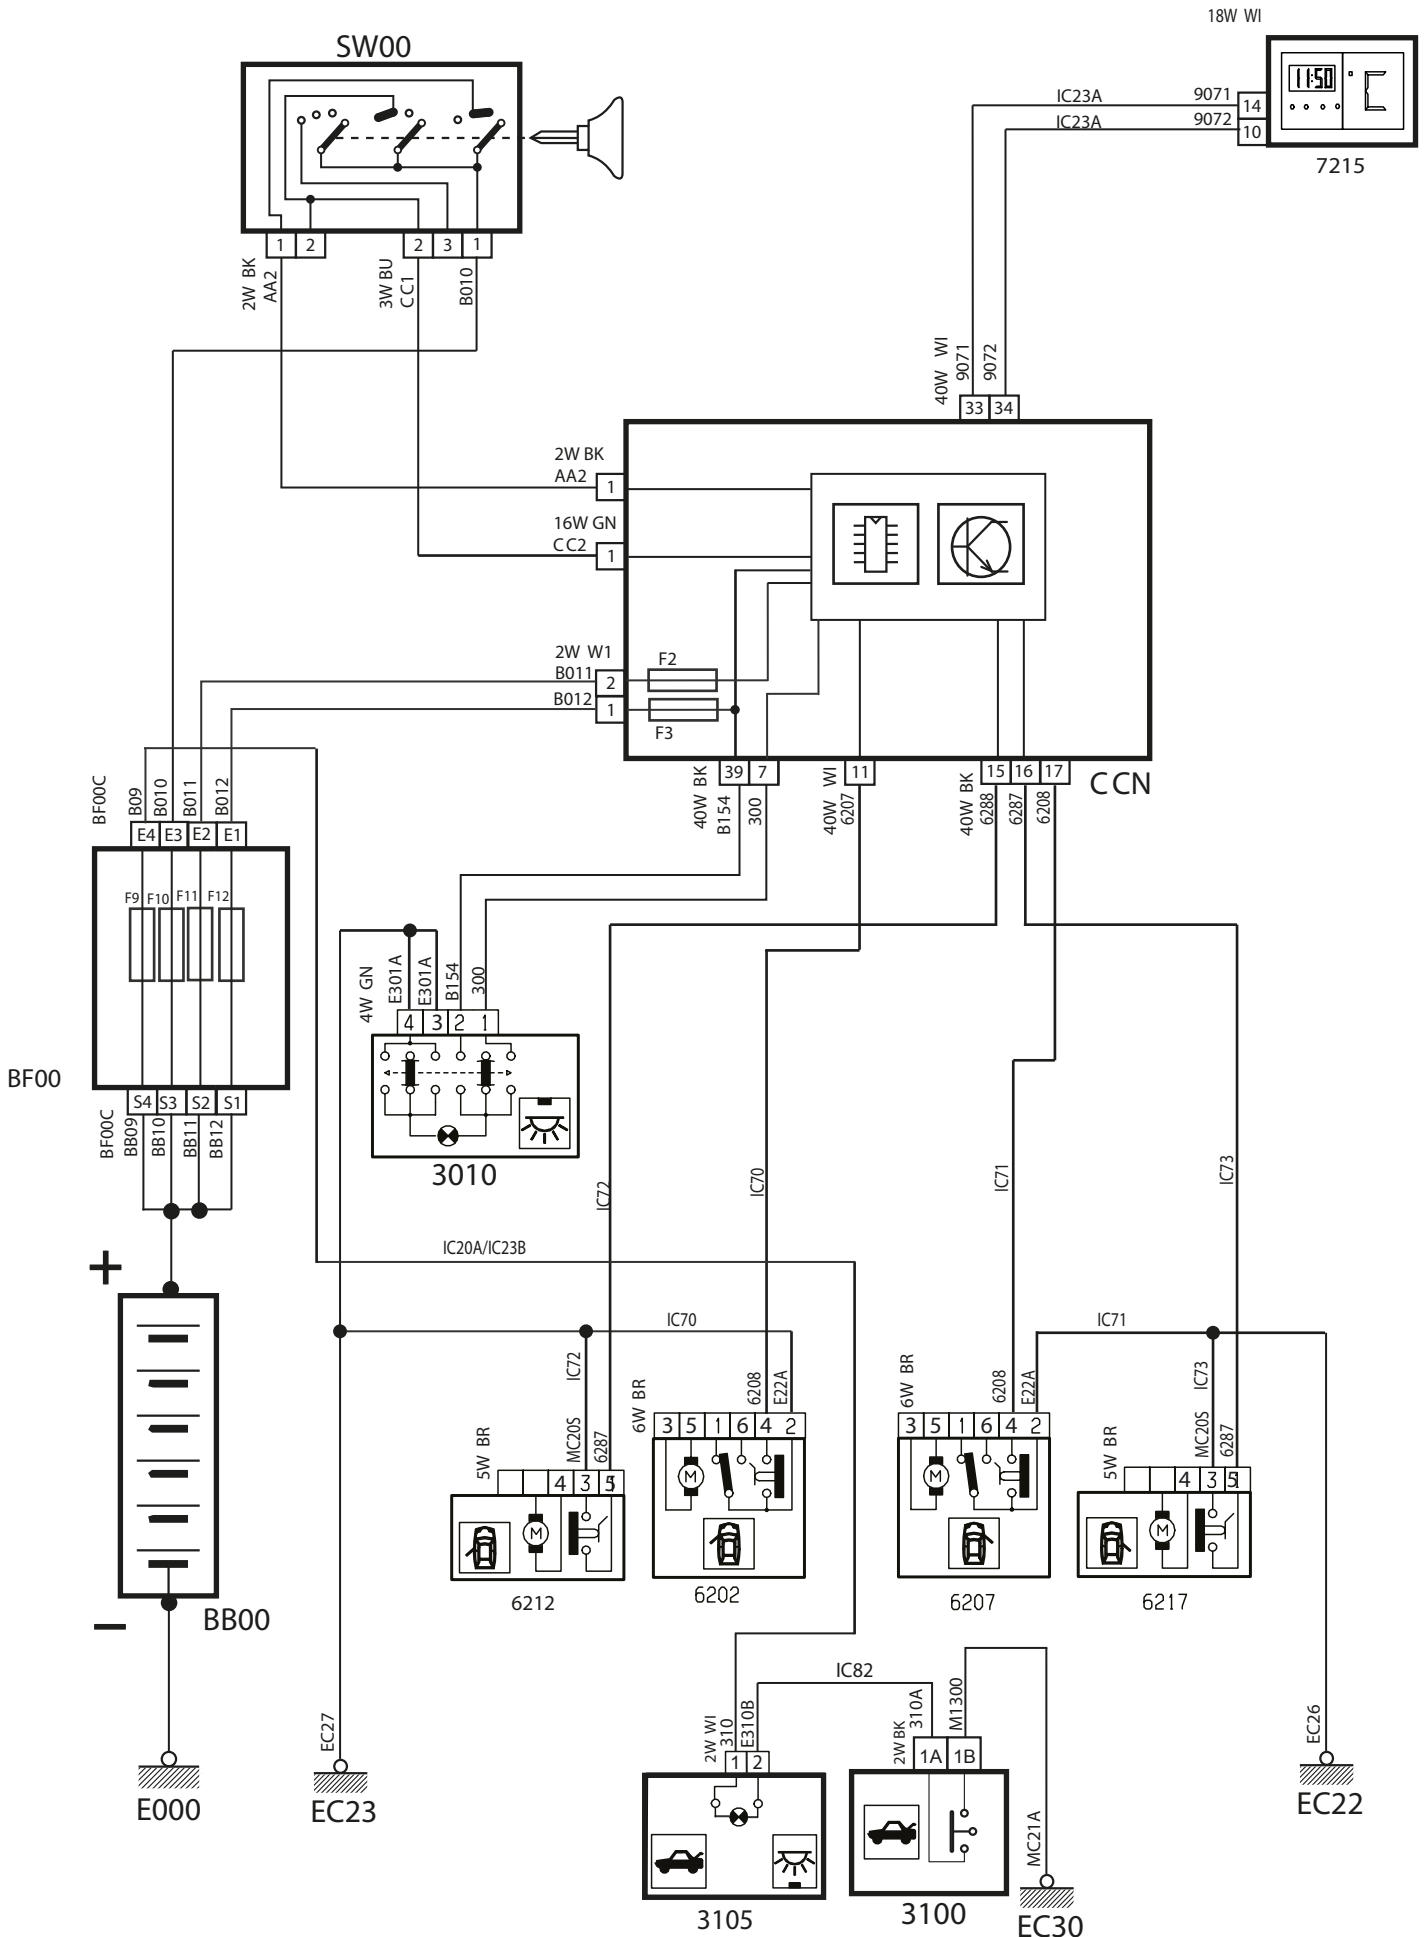 18W WI
SW00
11:50
℃
IC23A
9071
14
IC23A
9072
10
7215
1
2
2
3
1
2W BK
AA2
3W BU
CC1
B010
40W WI
9071
9072
33
34
2W BK
AA2
1
16W GN
CC2
1
2W W1
B011
2
F2
B012
1
F3
CCN
39
7
11
15
16
17
40W BK
B154
300
40W WI
6207
40W BK
6288
6287
6208
BF00C
B09
B010
B011
B012
E4
E3
E2
E1
F9
F10
F11
F12
BF00
S4
S3
S2
S1
BF00C
BB09
BB10
BB11
BB12
4W GN
E301A
E301A
B154
300
4
3
2
1
3010
IC72
IC70
IC71
IC73
+
IC20A/IC23B
IC70
IC71
IC72
IC73
5W BR
MC20S
6287
6W BR
6208
E22A
6W BR
6208
E22A
5W BR
MC20S
6287
3
5
1
6
4
2
3
5
1
6
4
2
4
3
5
4
3
5
M
M
M
M
6212
6202
6207
6217
BB00
−
IC82
EC27
2W WI
310
E310B
2W BK
310A
M1300
EC26
1
2
1A
1B
E000
EC23
EC22
MC21A
3105
3100
EC30